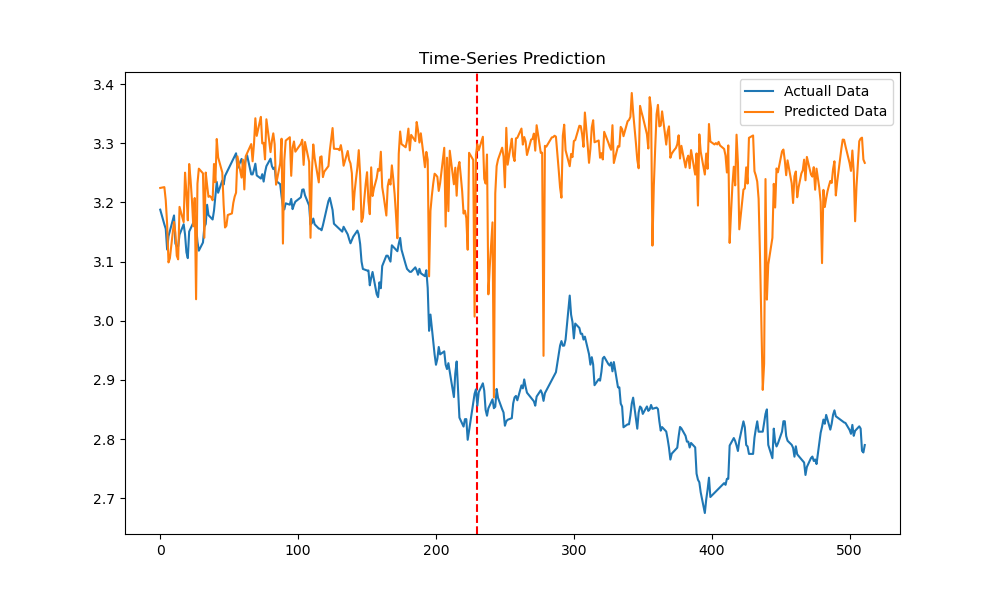 Time-Series Prediction
Actuall Data
Predicted Data
3.4
3.3
3.2
3.1
3.0
2.9
2.8
2.7
0 100 200 300 400 500